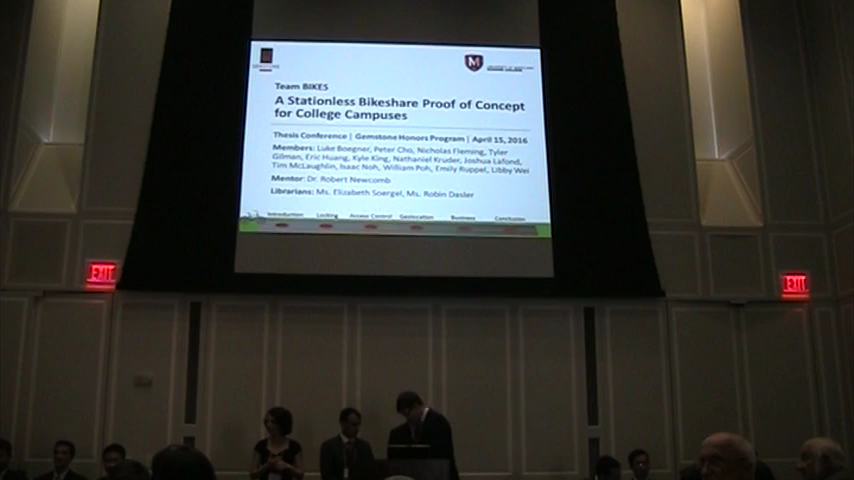 M
Team BIKES
A Stationless Bikeshare Proof of Concept
for College Campuses
Thesis Conference | Gemstone Honors Program | April 15, 2016
Members: Luke Boegner, Peter Cho, Nicholas Fleming, Tyler
Gilman, Eric Huang, Kyle King, Nathaniel Kruder, Joshua Lafond,
Tim McLaughlin, Isaac Noh, William Poh, Emily Ruppel, Libby Wei
Mentor: Dr. Robert Newcomb
Librarians: Ms. Elizabeth Soergel, Ms. Robin Dasler
Introduction Locking Access Control Geolocation Business Conclusion
EXIT
EXIT